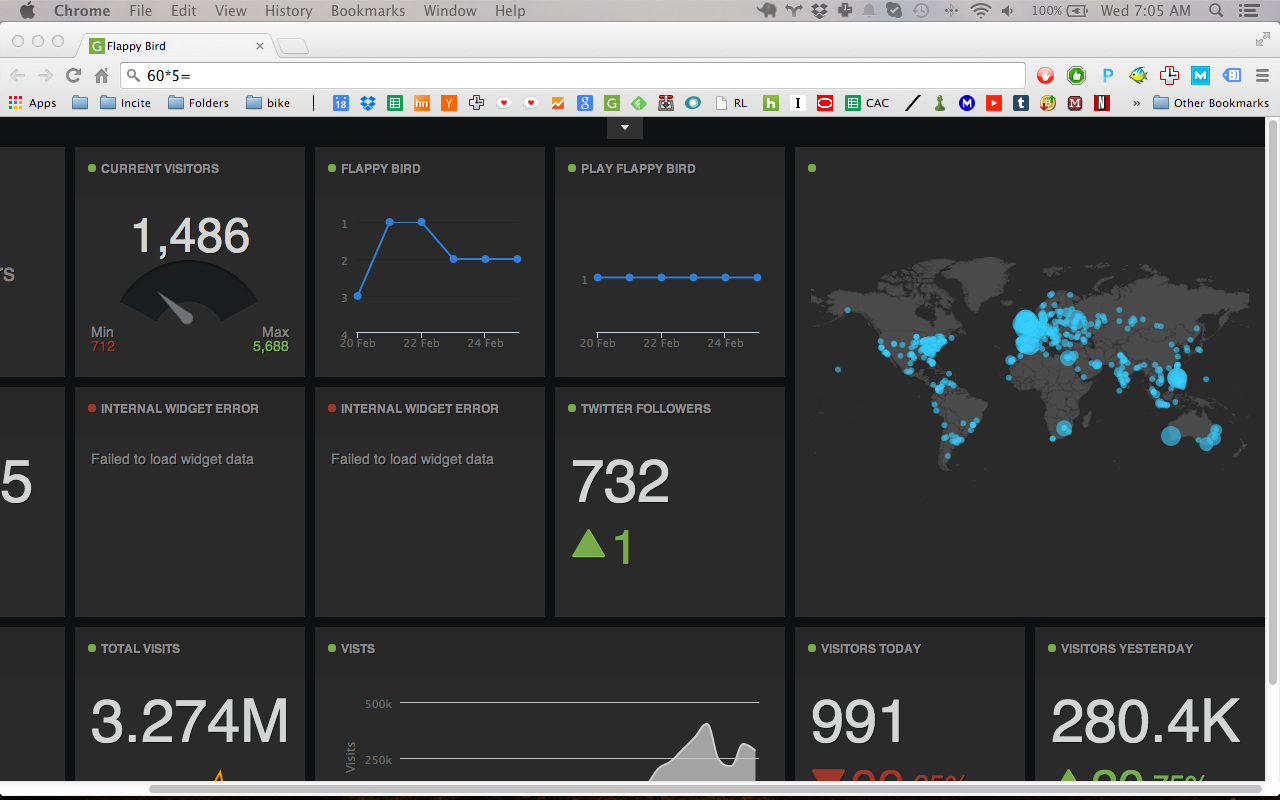 Chrome File Edit View History Bookmarks Window Help 100% Wed 7:05 AM
G Flappy Bird
60*5=
P M
Apps Incite Folders bike 18 hn Y 8 G RL h I CAC M t M N » Other Bookmarks
CURRENT VISITORS
1,486
Min
712
Max
5,688
FLAPPY BIRD
1
2
3
4
20 Feb 22 Feb 24 Feb
PLAY FLAPPY BIRD
1
20 Feb 22 Feb 24 Feb
rs
5
INTERNAL WIDGET ERROR
Failed to load widget data
INTERNAL WIDGET ERROR
Failed to load widget data
TWITTER FOLLOWERS
732
1
TOTAL VISITS
3.274M
VISTS
500k
250k
Visits
VISITORS TODAY
991
VISITORS YESTERDAY
280.4K